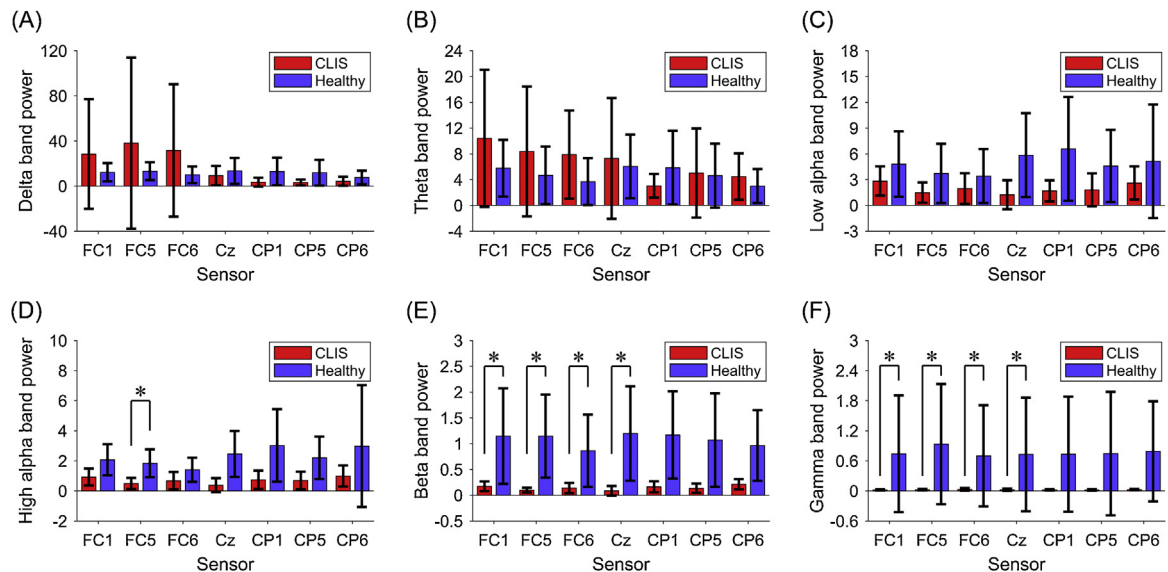 (A)
Delta band power
120
80
40
0
-40
CLIS
Healthy
FC1 FC5 FC6 Cz CP1 CP5 CP6
Sensor
(B)
Theta band power
24
20
16
12
8
4
0
-4
CLIS
Healthy
FC1 FC5 FC6 Cz CP1 CP5 CP6
Sensor
(C)
Low alpha band power
18
15
12
9
6
3
0
-3
CLIS
Healthy
FC1 FC5 FC6 Cz CP1 CP5 CP6
Sensor
(D)
High alpha band power
10
8
6
4
2
0
-2
CLIS
Healthy
*
FC1 FC5 FC6 Cz CP1 CP5 CP6
Sensor
(E)
Beta band power
3
2.5
2
1.5
1
0.5
0
-0.5
CLIS
Healthy
* * * *
FC1 FC5 FC6 Cz CP1 CP5 CP6
Sensor
(F)
Gamma band power
3
2.4
1.8
1.2
0.6
0
-0.6
CLIS
Healthy
* * * *
FC1 FC5 FC6 Cz CP1 CP5 CP6
Sensor